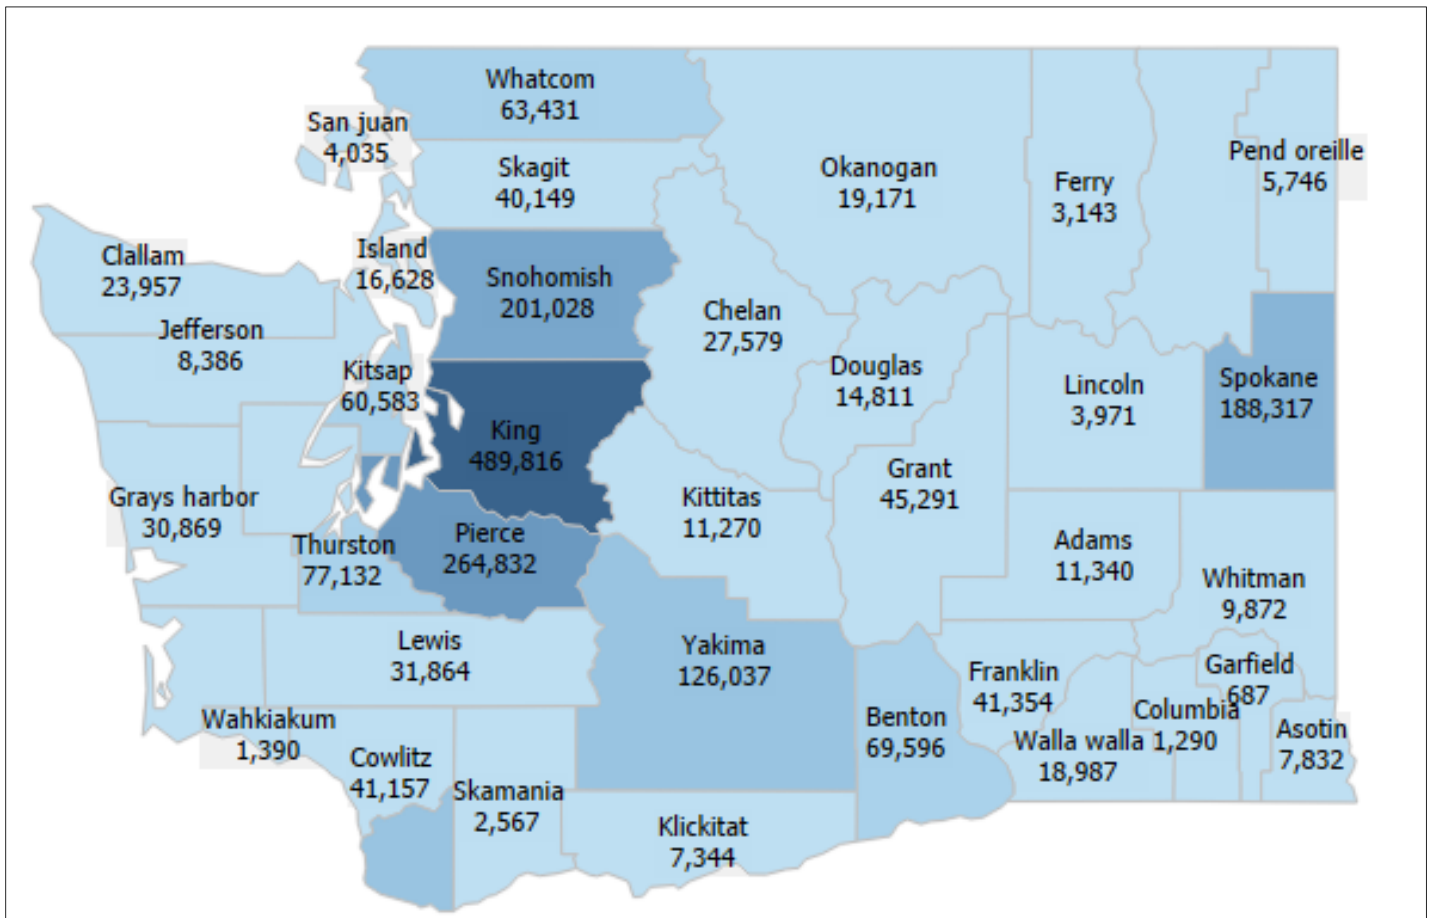 Whatcom
63,431
San juan
4,035
Skagit
40,149
Okanogan
19,171
Ferry
3,143
Pend oreille
5,746
Clallam
23,957
Island
16,628
Snohomish
201,028
Chelan
27,579
Jefferson
8,386
Kitsap
60,583
Douglas
14,811
Lincoln
3,971
Spokane
188,317
King
489,816
Grant
45,291
Grays harbor
30,869
Kittitas
11,270
Thurston
77,132
Pierce
264,832
Adams
11,340
Whitman
9,872
Lewis
31,864
Yakima
126,037
Franklin
41,354
Garfield
687
Wahkiakum
1,390
Benton
69,596
Columbia
1,290
Walla walla
18,987
Asotin
7,832
Cowlitz
41,157
Skamania
2,567
Klickitat
7,344